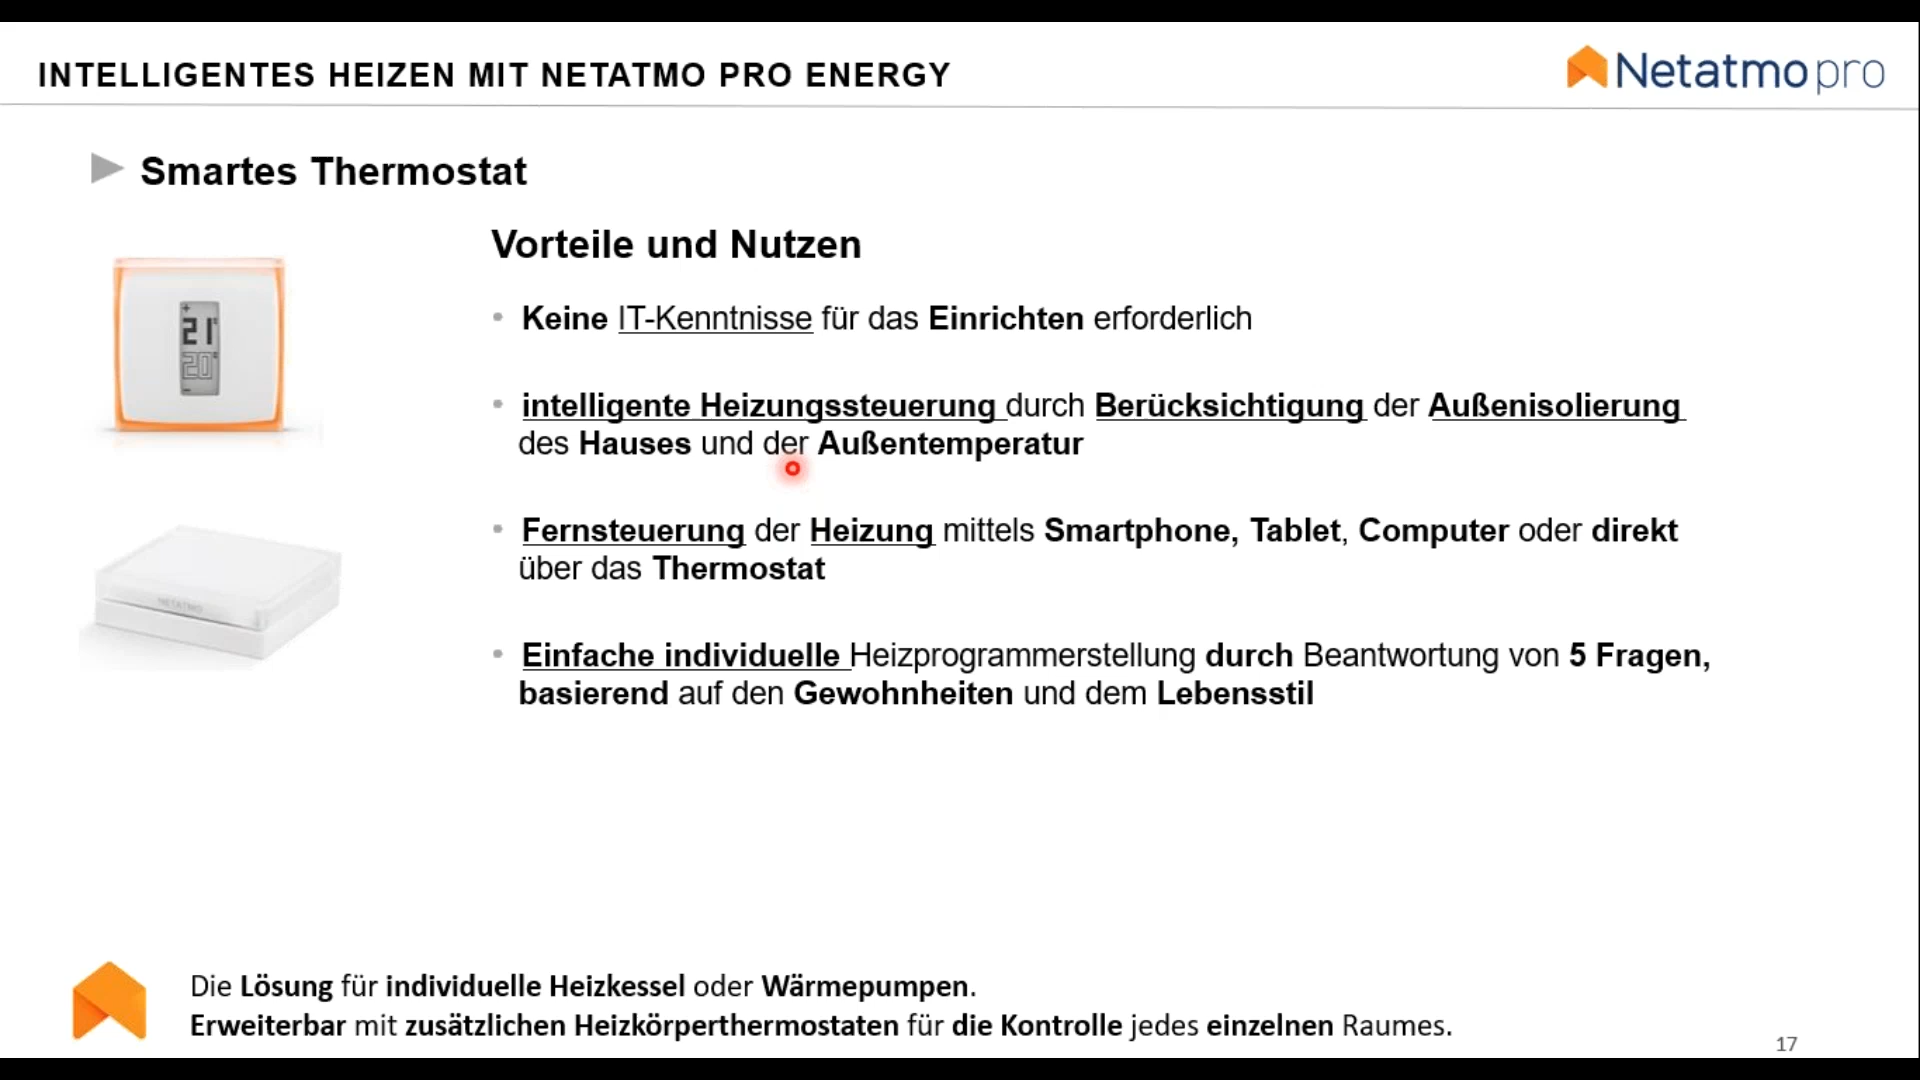 INTELLIGENTES HEIZEN MIT NETATMO PRO ENERGY
Netatmo pro
Smartes Thermostat
Vorteile und Nutzen
21°
20°
NETATMO
• Keine IT-Kenntnisse für das Einrichten erforderlich
• intelligente Heizungssteuerung durch Berücksichtigung der Außenisolierung
des Hauses und der Außentemperatur
• Fernsteuerung der Heizung mittels Smartphone, Tablet, Computer oder direkt
über das Thermostat
• Einfache individuelle Heizprogrammerstellung durch Beantwortung von 5 Fragen,
basierend auf den Gewohnheiten und dem Lebensstil
Die Lösung für individuelle Heizkessel oder Wärmepumpen.
Erweiterbar mit zusätzlichen Heizkörperthermostaten für die Kontrolle jedes einzelnen Raumes.
17